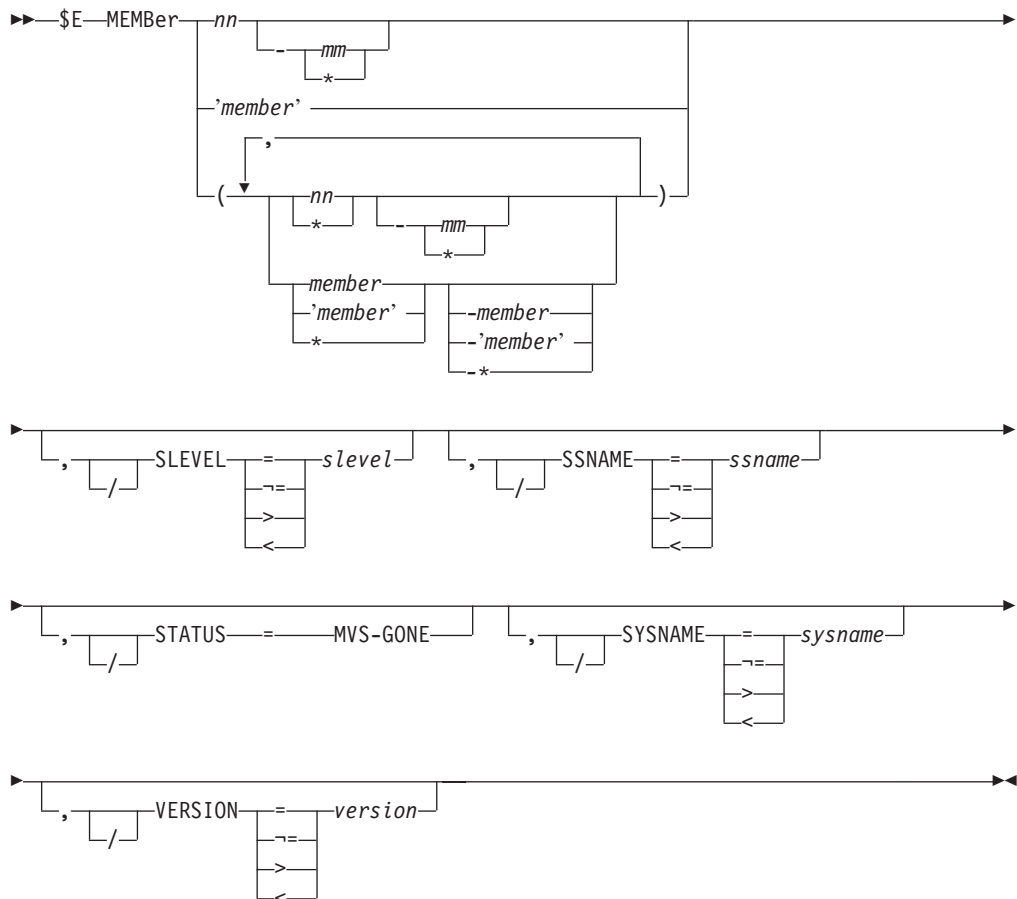 $E MEMBer nn
- mm
*
'member'
,
( nn - mm )
* *
member -member
'member' -'member'
* -*
, / SLEVEL = slevel , / SSNAME = ssname
¬= ¬=
> >
< <
, / STATUS = MVS-GONE , / SYSNAME = sysname
¬=
>
<
, / VERSION = version
¬=
>
<